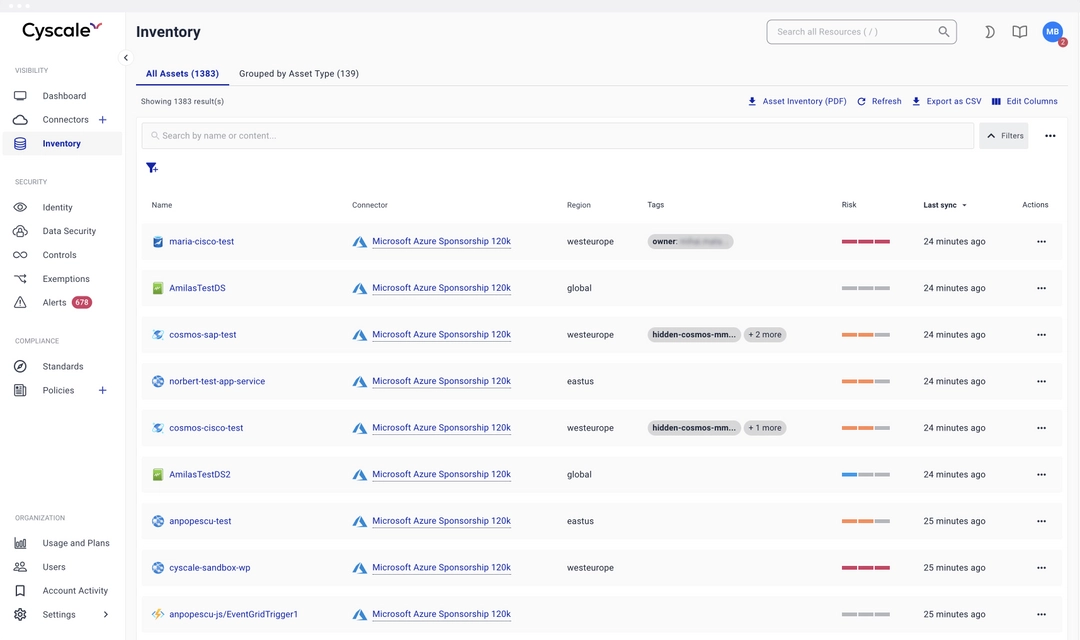 Cyscale
Inventory
Search all Resources ( / )
MB
2
VISIBILITY
Dashboard
Connectors +
Inventory
SECURITY
Identity
Data Security
Controls
Exemptions
Alerts 678
COMPLIANCE
Standards
Policies +
ORGANIZATION
Usage and Plans
Users
Account Activity
Settings
All Assets (1383) Grouped by Asset Type (139)
Showing 1383 result(s) Asset Inventory (PDF) Refresh Export as CSV Edit Columns
Search by name or content... Filters
Name Connector Region Tags Risk Last sync Actions
maria-cisco-test Microsoft Azure Sponsorship 120k westeurope owner: 24 minutes ago
AmilasTestDS Microsoft Azure Sponsorship 120k global 24 minutes ago
cosmos-sap-test Microsoft Azure Sponsorship 120k westeurope hidden-cosmos-mm... + 2 more 24 minutes ago
norbert-test-app-service Microsoft Azure Sponsorship 120k eastus 24 minutes ago
cosmos-cisco-test Microsoft Azure Sponsorship 120k westeurope hidden-cosmos-mm... + 1 more 24 minutes ago
AmilasTestDS2 Microsoft Azure Sponsorship 120k global 24 minutes ago
anpopescu-test Microsoft Azure Sponsorship 120k eastus 25 minutes ago
cyscale-sandbox-wp Microsoft Azure Sponsorship 120k westeurope 25 minutes ago
anpopescu-js/EventGridTrigger1 Microsoft Azure Sponsorship 120k 25 minutes ago